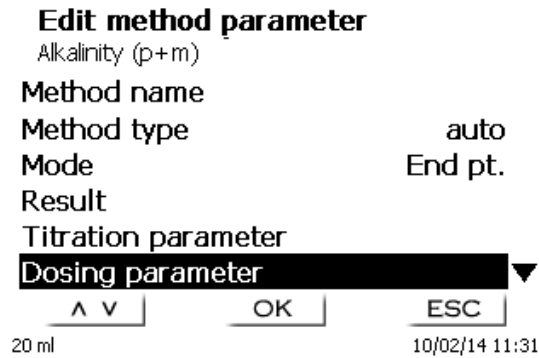 Edit method parameter
Alkalinity (p+m)
Method name
Method type auto
Mode End pt.
Result
Titration parameter
Dosing parameter ▼
∧ ∨ OK ESC
20 ml 10/02/14 11:31